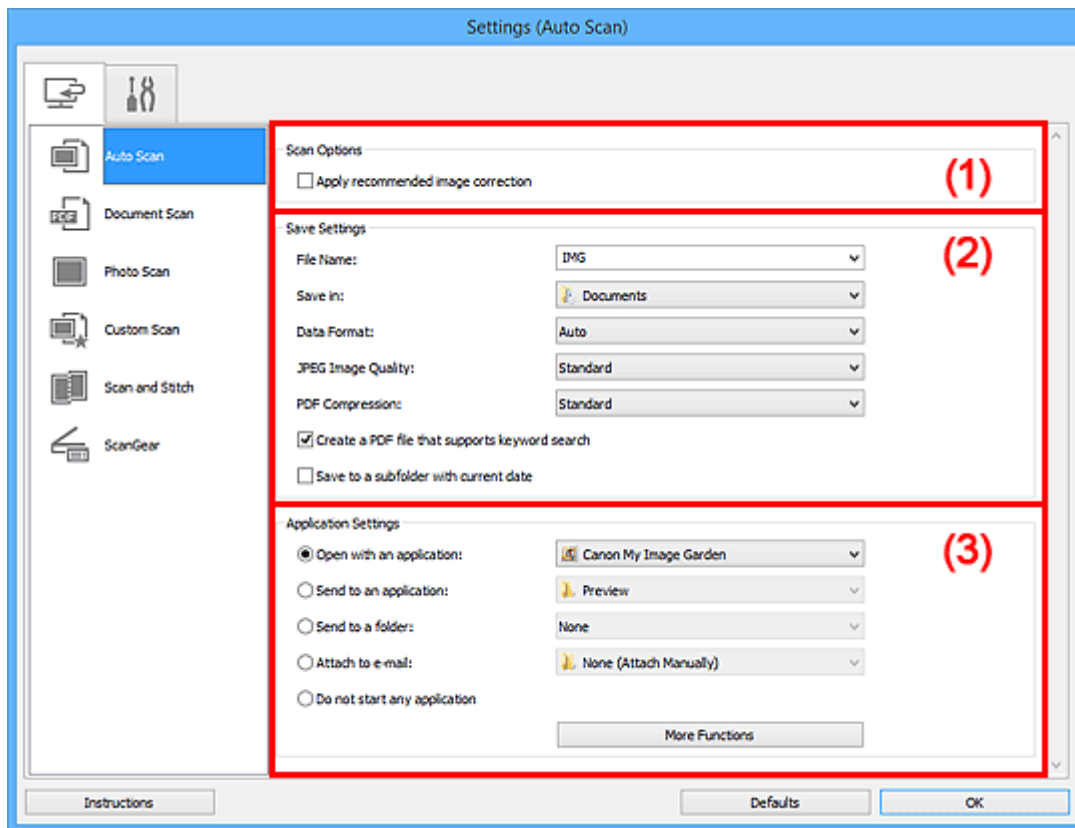 Settings (Auto Scan)
Auto Scan
Document Scan
PDF
Photo Scan
Custom Scan
Scan and Stitch
ScanGear
Scan Options
Apply recommended image correction
(1)
Save Settings
(2)
File Name: IMG
Save in: Documents
Data Format: Auto
JPEG Image Quality: Standard
PDF Compression: Standard
Create a PDF file that supports keyword search
Save to a subfolder with current date
Application Settings
(3)
Open with an application: Canon My Image Garden
Send to an application: Preview
Send to a folder: None
Attach to e-mail: None (Attach Manually)
Do not start any application
More Functions
Instructions Defaults OK